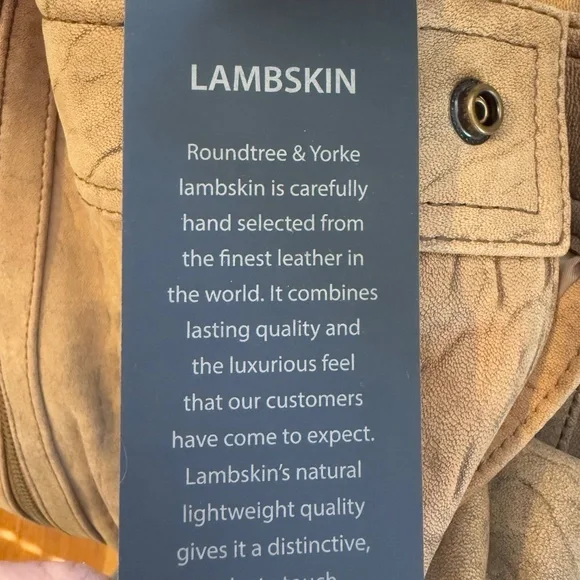 LAMBSKIN
Roundtree & Yorke
lambskin is carefully
hand selected from
the finest leather in
the world. It combines
lasting quality and
the luxurious feel
that our customers
have come to expect.
Lambskin's natural
lightweight quality
gives it a distinctive,
touch